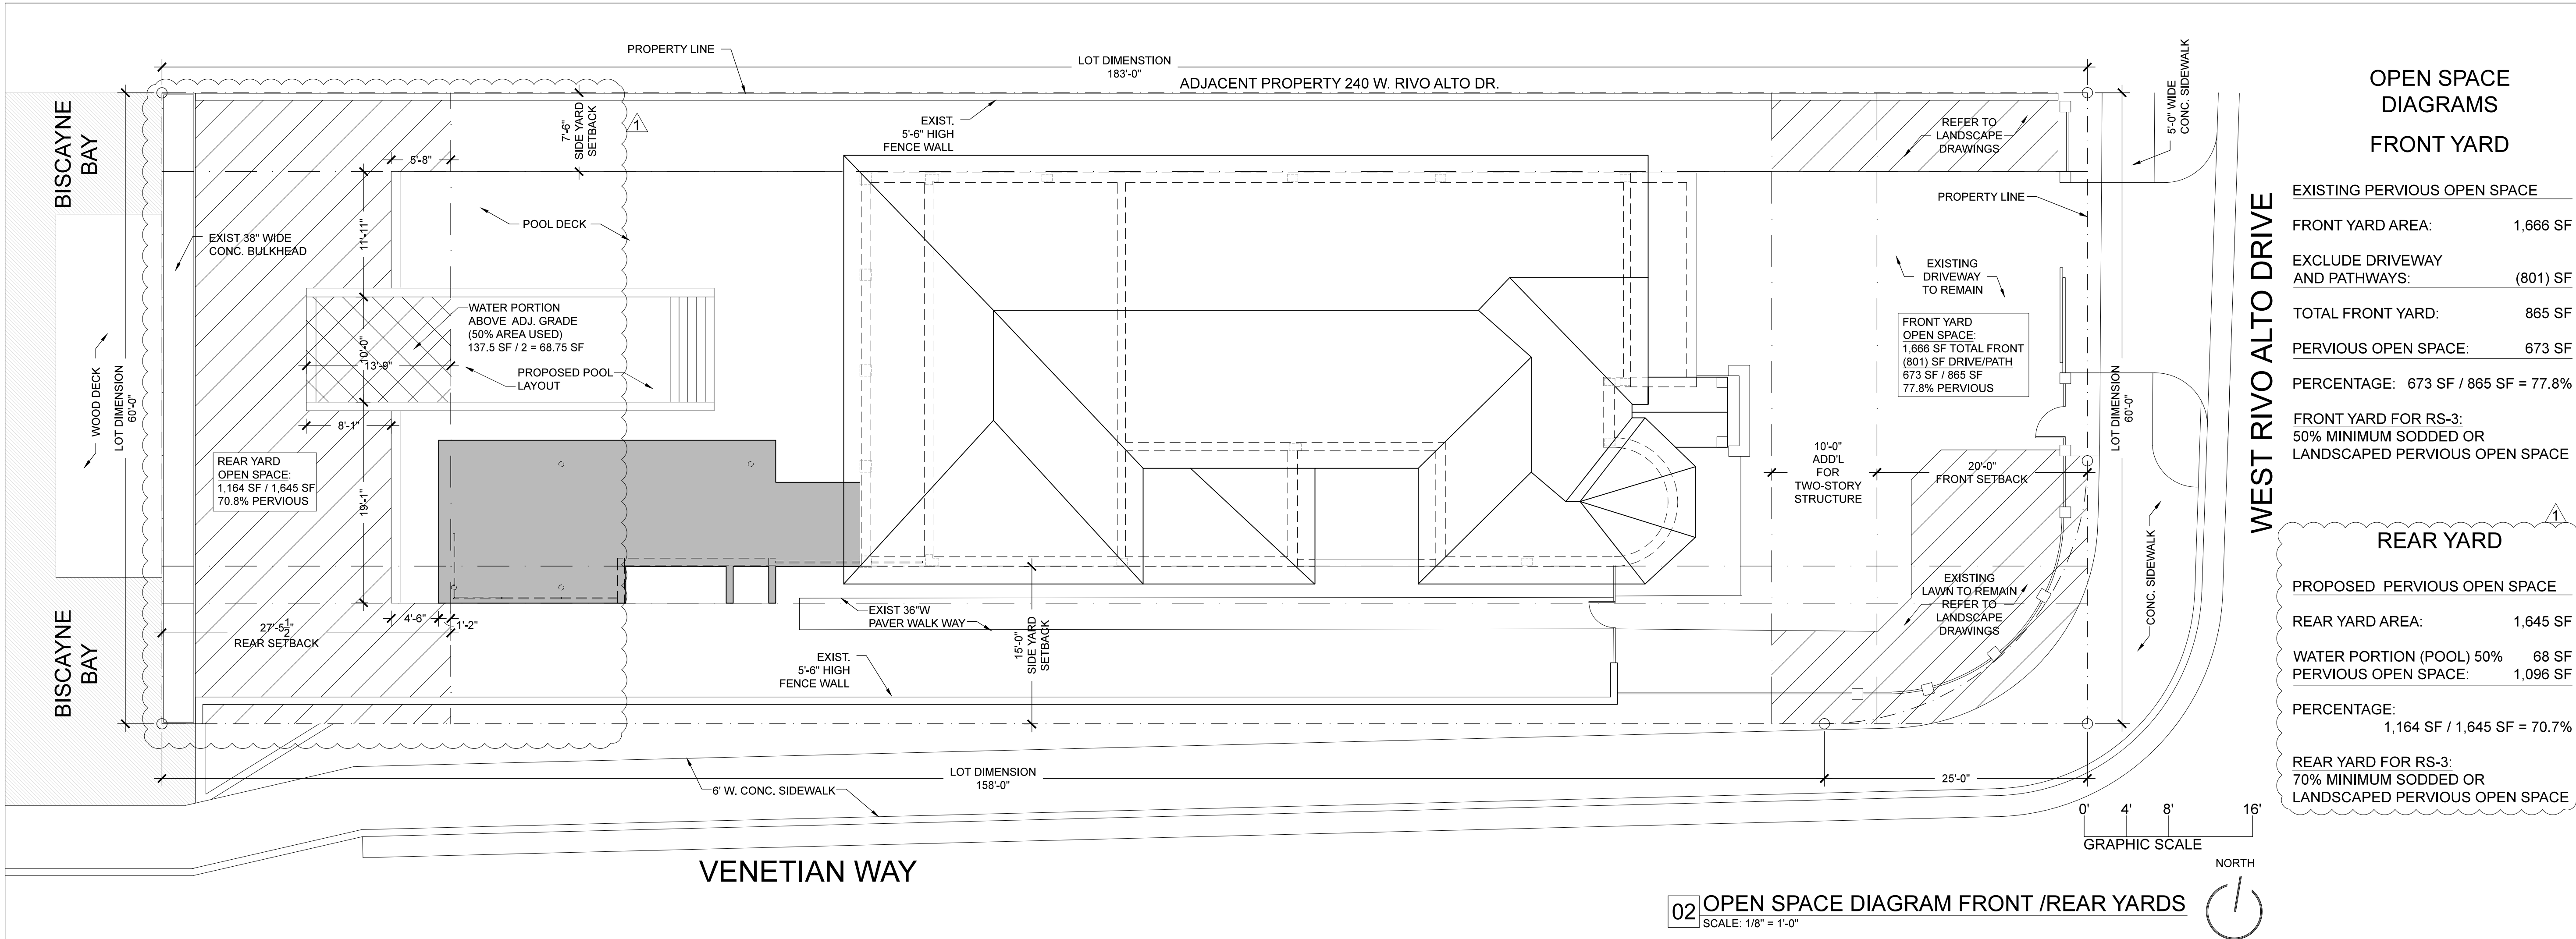 PROPERTY LINE
LOT DIMENSTION
183'-0"
ADJACENT PROPERTY 240 W. RIVO ALTO DR.
5'-0" WIDE
CONC. SIDEWALK
BISCAYNE
BAY
7'-6"
SIDE YARD
SETBACK
1
EXIST.
5'-6" HIGH
FENCE WALL
REFER TO
LANDSCAPE
DRAWINGS
5'-8"
PROPERTY LINE
EXIST 38" WIDE
CONC. BULKHEAD
11'-11"
POOL DECK
EXISTING
DRIVEWAY
TO REMAIN
WATER PORTION
ABOVE ADJ. GRADE
(50% AREA USED)
137.5 SF / 2 = 68.75 SF
10'-0"
13'-9"
PROPOSED POOL
LAYOUT
FRONT YARD
OPEN SPACE:
1,666 SF TOTAL FRONT
(801) SF DRIVE/PATH
673 SF / 865 SF
77.8% PERVIOUS
WOOD DECK
LOT DIMENSION
60'-0"
LOT DIMENSION
60'-0"
8'-1"
REAR YARD
OPEN SPACE:
1,164 SF / 1,645 SF
70.8% PERVIOUS
19'-1"
10'-0"
ADD'L
FOR
TWO-STORY
STRUCTURE
20'-0"
FRONT SETBACK
CONC. SIDEWALK
EXISTING
LAWN TO REMAIN
REFER TO
LANDSCAPE
DRAWINGS
BISCAYNE
BAY
27'-5 1/2"
REAR SETBACK
4'-6"
1'-2"
EXIST 36"W
PAVER WALK WAY
15'-0"
SIDE YARD
SETBACK
EXIST.
5'-6" HIGH
FENCE WALL
LOT DIMENSION
158'-0"
25'-0"
6' W. CONC. SIDEWALK
VENETIAN WAY
WEST RIVO ALTO DRIVE
OPEN SPACE
DIAGRAMS
FRONT YARD
EXISTING PERVIOUS OPEN SPACE
FRONT YARD AREA: 1,666 SF
EXCLUDE DRIVEWAY
AND PATHWAYS: (801) SF
TOTAL FRONT YARD: 865 SF
PERVIOUS OPEN SPACE: 673 SF
PERCENTAGE: 673 SF / 865 SF = 77.8%
FRONT YARD FOR RS-3:
50% MINIMUM SODDED OR
LANDSCAPED PERVIOUS OPEN SPACE
1
REAR YARD
PROPOSED PERVIOUS OPEN SPACE
REAR YARD AREA: 1,645 SF
WATER PORTION (POOL) 50% 68 SF
PERVIOUS OPEN SPACE: 1,096 SF
PERCENTAGE:
1,164 SF / 1,645 SF = 70.7%
REAR YARD FOR RS-3:
70% MINIMUM SODDED OR
LANDSCAPED PERVIOUS OPEN SPACE
0' 4' 8' 16'
GRAPHIC SCALE
NORTH
02 OPEN SPACE DIAGRAM FRONT /REAR YARDS
SCALE: 1/8" = 1'-0"